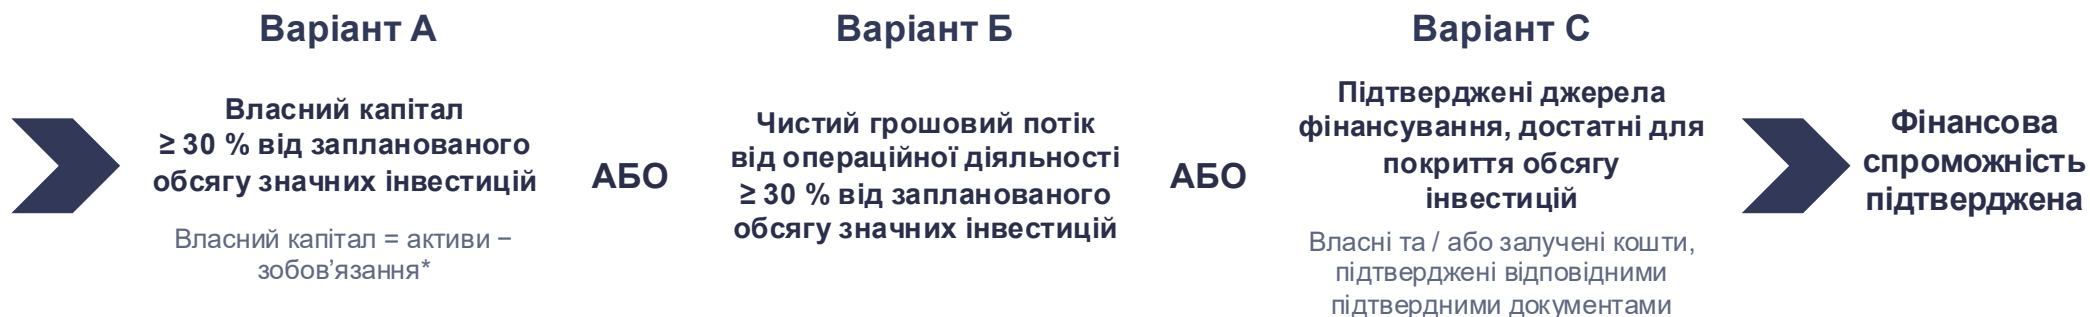 Варіант А
Власний капітал
≥ 30 % від запланованого
обсягу значних інвестицій
Власний капітал = активи −
зобов’язання*
АБО
Варіант Б
Чистий грошовий потік
від операційної діяльності
≥ 30 % від запланованого
обсягу значних інвестицій
АБО
Варіант С
Підтверджені джерела
фінансування, достатні для
покриття обсягу
інвестицій
Власні та / або залучені кошти,
підтверджені відповідними
підтвердними документами
Фінансова
спроможність
підтверджена